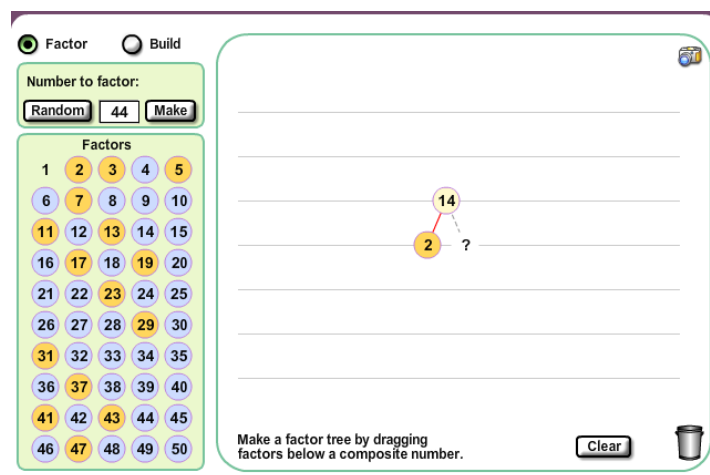 Factor Build
Number to factor:
Random 44 Make
Factors
1 2 3 4 5
6 7 8 9 10
11 12 13 14 15
16 17 18 19 20
21 22 23 24 25
26 27 28 29 30
31 32 33 34 35
36 37 38 39 40
41 42 43 44 45
46 47 48 49 50
14
2 ?
Make a factor tree by dragging
factors below a composite number.
Clear